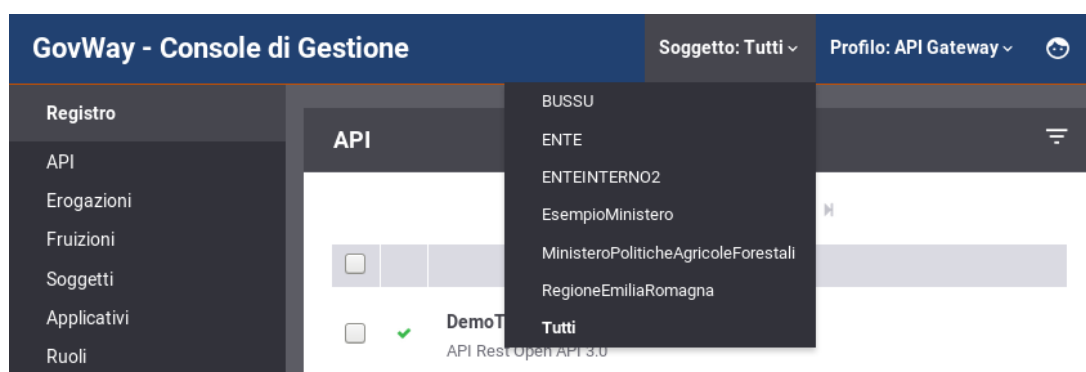 GovWay - Console di Gestione
Soggetto: Tutti
Profilo: API Gateway
Registro
API
Erogazioni
Fruizioni
Soggetti
Applicativi
Ruoli
API
BUSSU
ENTE
ENTEINTERNO2
EsempioMinistero
MinisteroPoliticheAgricoleForestali
RegioneEmiliaRomagna
Tutti
DemoT
API Rest Open API 3.0